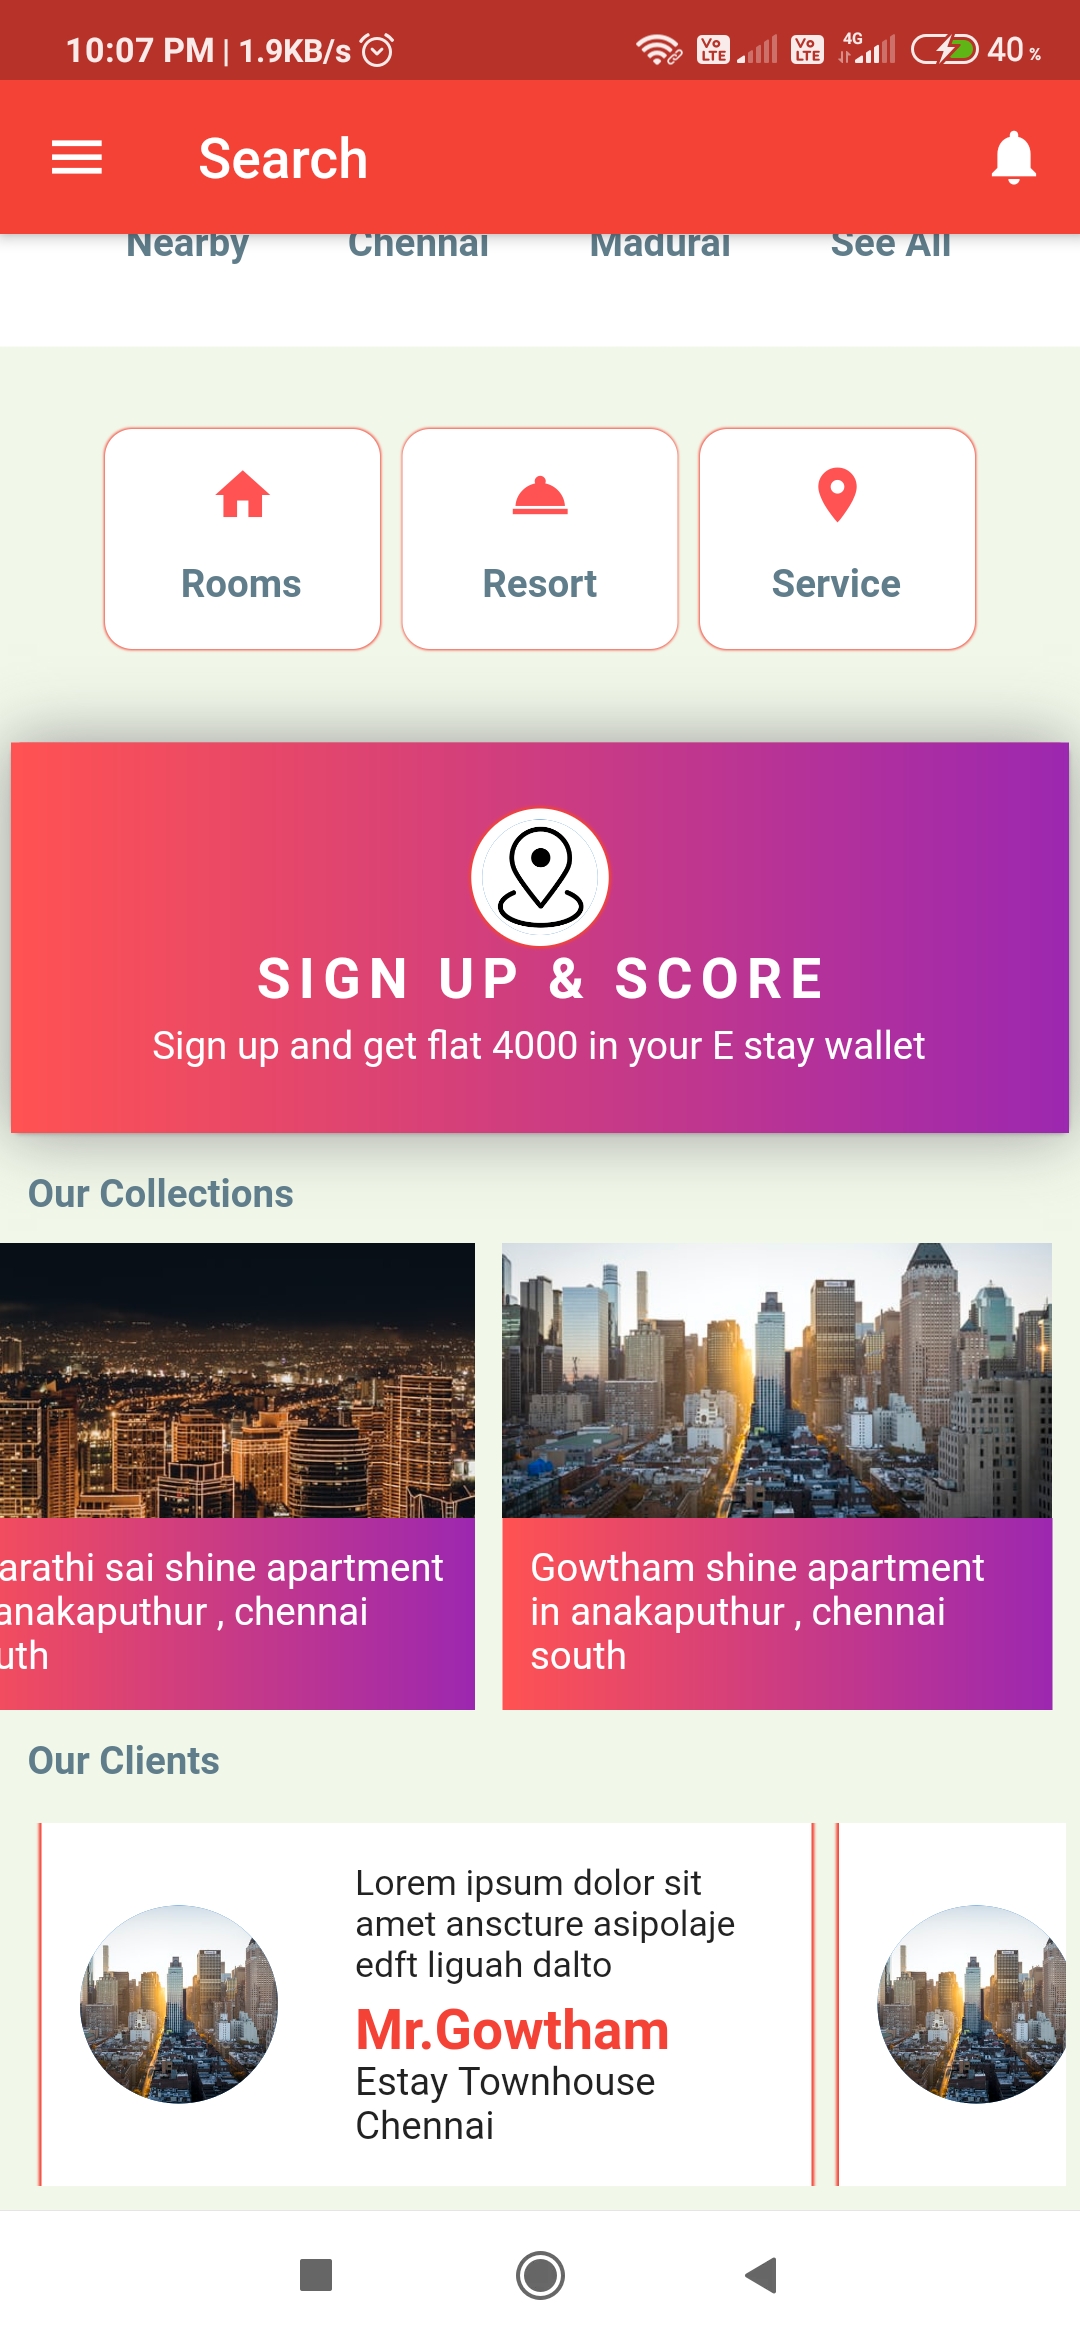 10:07 PM | 1.9KB/s
Vo LTE
Vo LTE
4G
40 %
Search
Nearby Chennai Madurai See All
Rooms Resort Service
SIGN UP & SCORE
Sign up and get flat 4000 in your E stay wallet
Our Collections
arathi sai shine apartment
anakaputhur , chennai
uth
Gowtham shine apartment
in anakaputhur , chennai
south
Our Clients
Lorem ipsum dolor sit
amet anscture asipolaje
edft liguah dalto
Mr.Gowtham
Estay Townhouse
Chennai